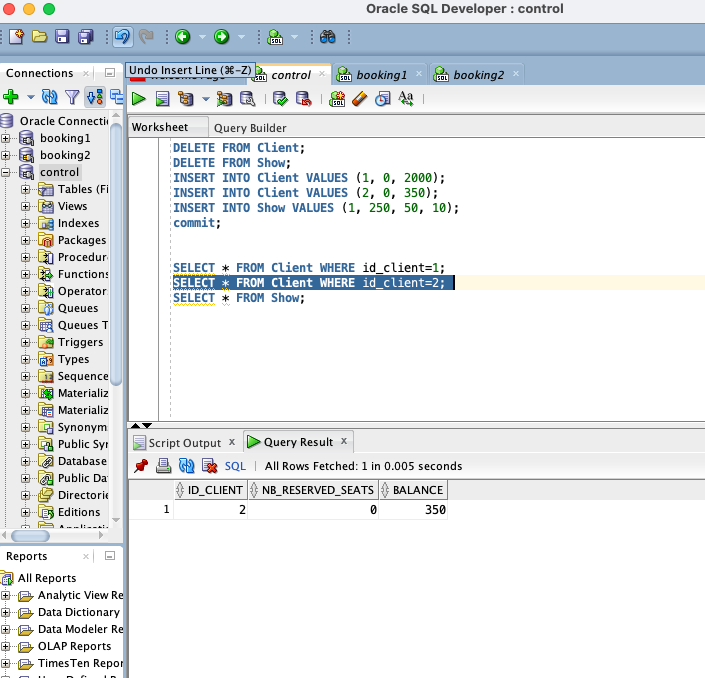 Oracle SQL Developer : control
Connections
Undo Insert Line (⌘-Z)
control
booking1
booking2
Oracle Connecti
booking1
booking2
control
Tables (Fi
Views
Indexes
Packages
Procedur
Functions
Operator
Queues
Queues T
Triggers
Types
Sequence
Materializ
Materializ
Synonym
Public Syr
Database
Public Da
Directorie
Editions
Worksheet
Query Builder
DELETE FROM Client;
DELETE FROM Show;
INSERT INTO Client VALUES (1, 0, 2000);
INSERT INTO Client VALUES (2, 0, 350);
INSERT INTO Show VALUES (1, 250, 50, 10);
commit;
SELECT * FROM Client WHERE id_client=1;
SELECT * FROM Client WHERE id_client=2;
SELECT * FROM Show;
Script Output x
Query Result x
SQL | All Rows Fetched: 1 in 0.005 seconds
ID_CLIENT NB_RESERVED_SEATS BALANCE
1 2 0 350
Reports
All Reports
Analytic View Re
Data Dictionary
Data Modeler Re
OLAP Reports
TimesTen Repor